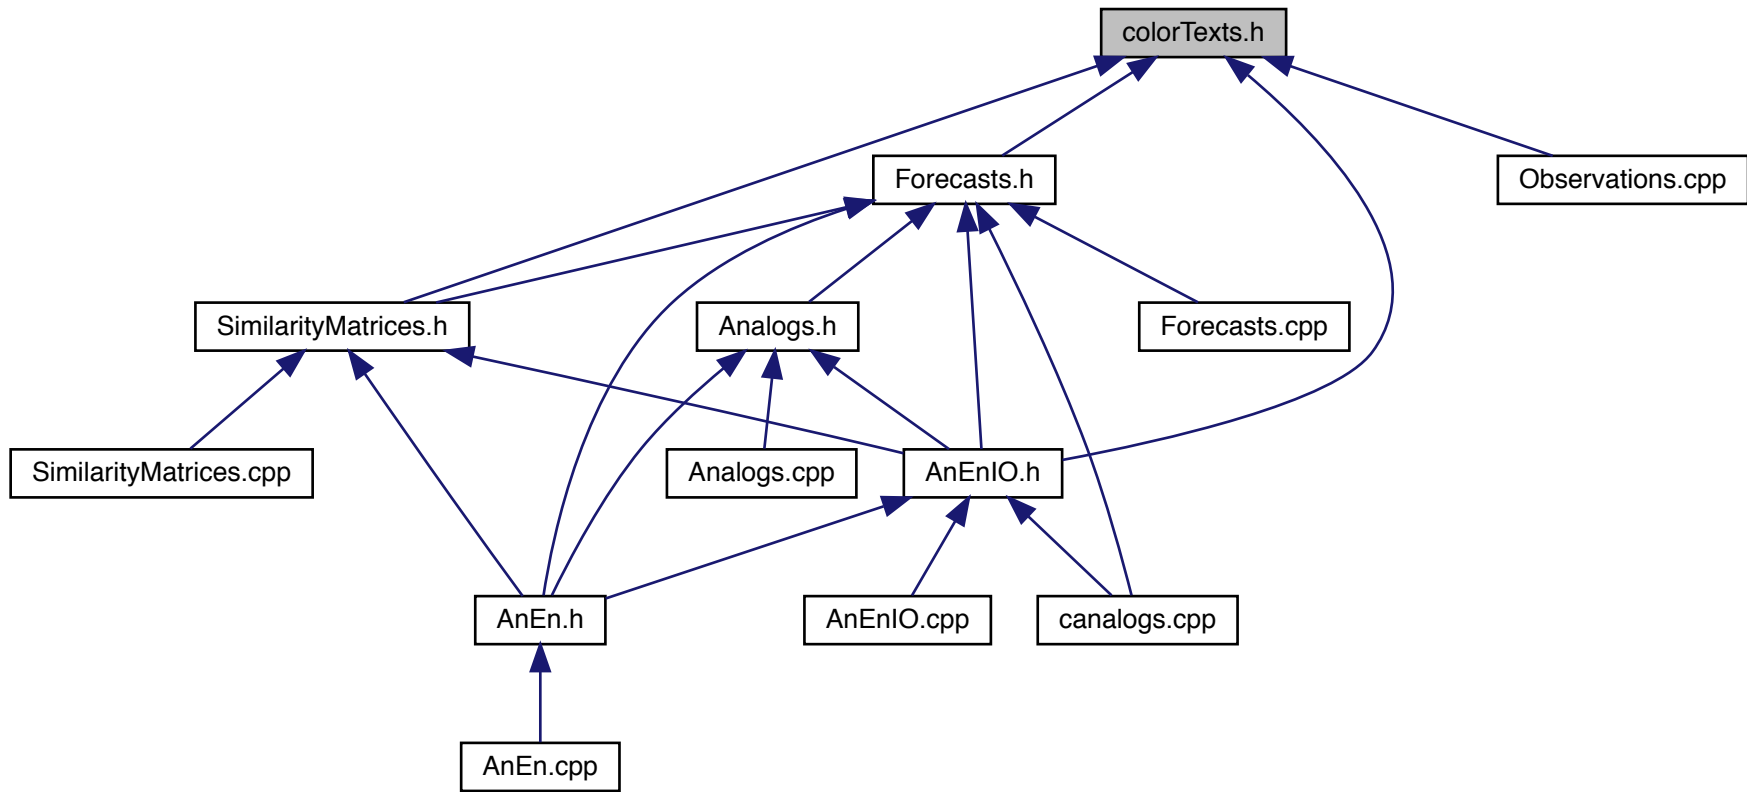 colorTexts.h
Forecasts.h
Observations.cpp
SimilarityMatrices.h
Analogs.h
Forecasts.cpp
SimilarityMatrices.cpp
Analogs.cpp
AnEnIO.h
AnEn.h
AnEnIO.cpp
canalogs.cpp
AnEn.cpp